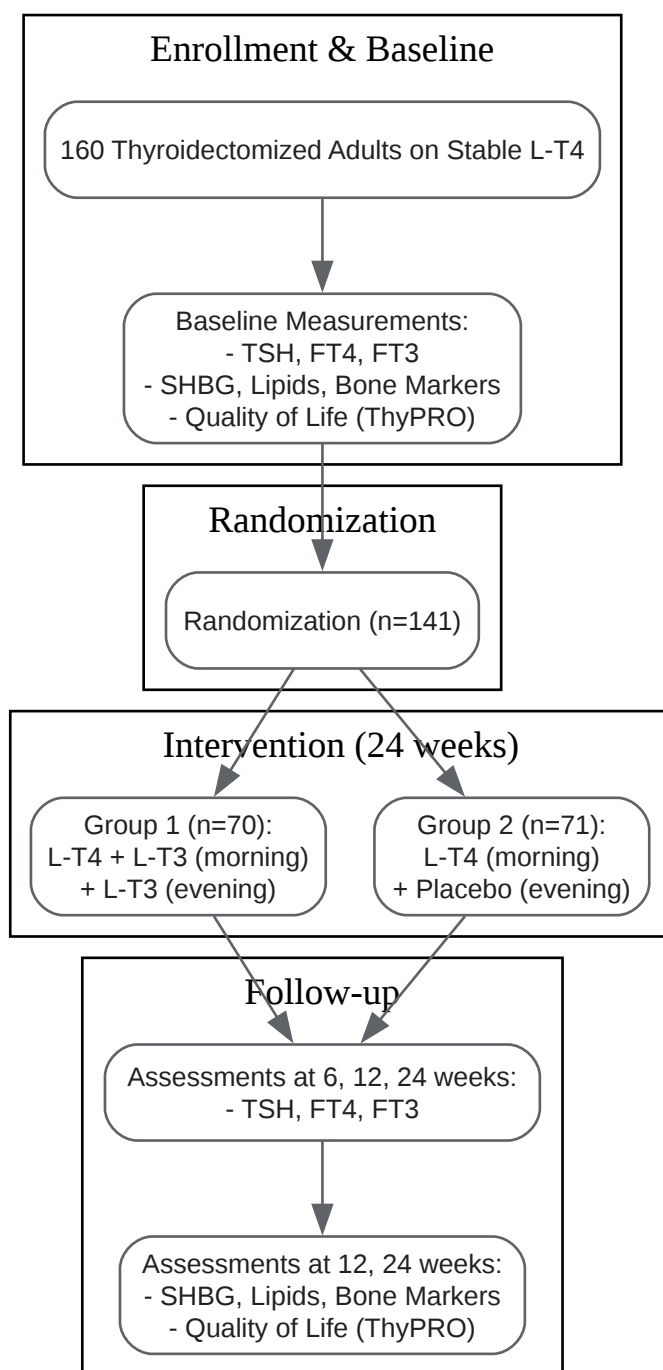 Enrollment & Baseline
160 Thyroidectomized Adults on Stable L-T4
Baseline Measurements:
- TSH, FT4, FT3
- SHBG, Lipids, Bone Markers
- Quality of Life (ThyPRO)
Randomization
Randomization (n=141)
Intervention (24 weeks)
Group 1 (n=70):
L-T4 + L-T3 (morning)
+ L-T3 (evening)
Group 2 (n=71):
L-T4 (morning)
+ Placebo (evening)
Follow-up
Assessments at 6, 12, 24 weeks:
- TSH, FT4, FT3
Assessments at 12, 24 weeks:
- SHBG, Lipids, Bone Markers
- Quality of Life (ThyPRO)